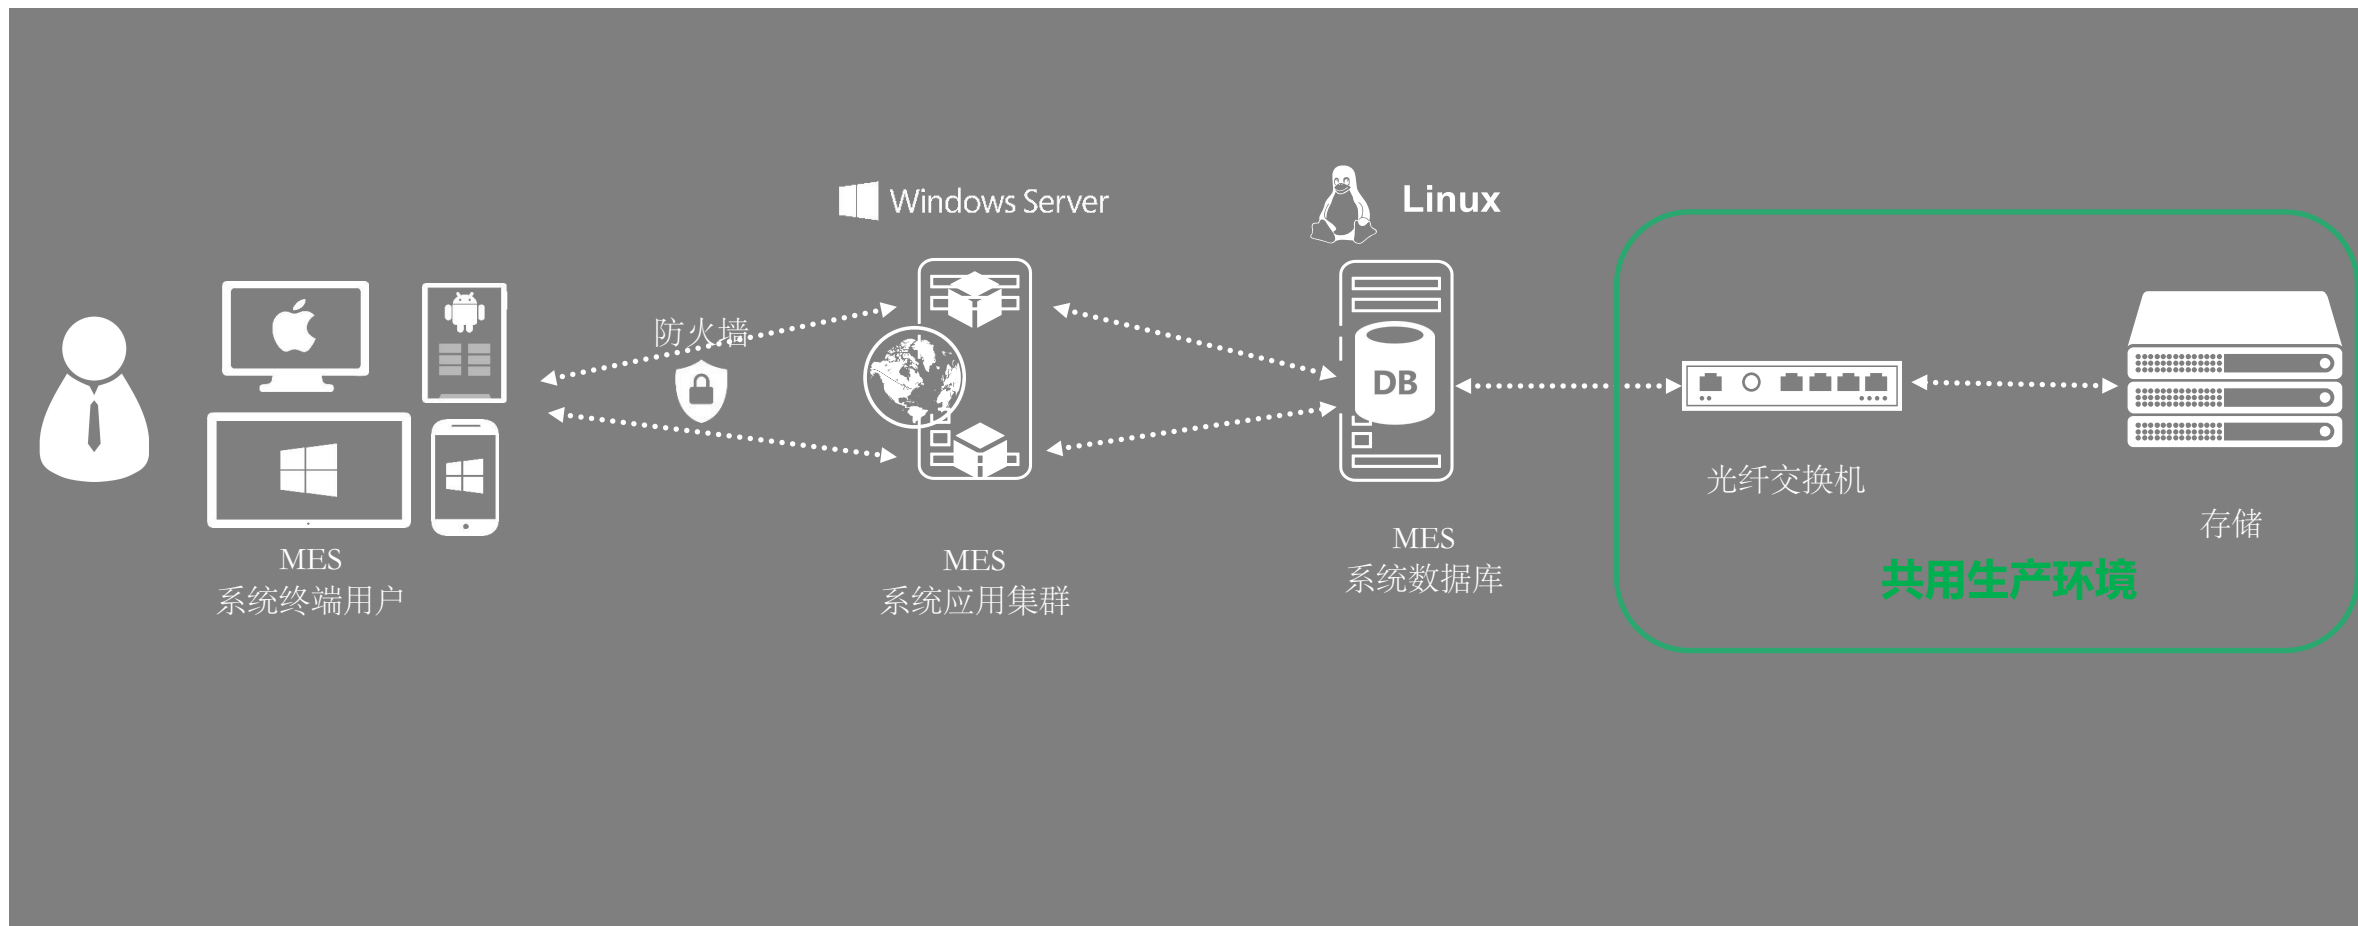 Windows Server
Linux
防火墙
DB
光纤交换机
存储
MES
系统终端用户
MES
系统应用集群
MES
系统数据库
共用生产环境